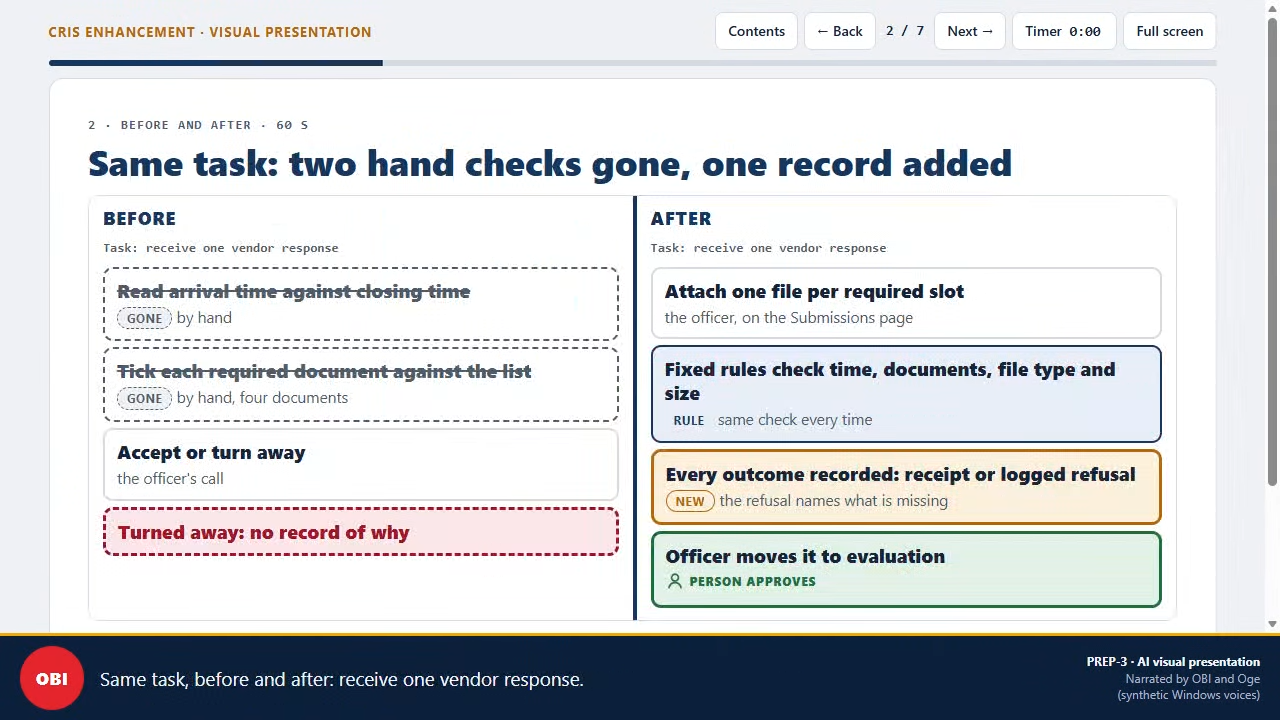 CRIS ENHANCEMENT · VISUAL PRESENTATION
Contents
← Back
2 / 7
Next →
Timer 0:00
Full screen
2 · BEFORE AND AFTER · 60 S
Same task: two hand checks gone, one record added
BEFORE
Task: receive one vendor response
Read arrival time against closing time
GONE by hand
Tick each required document against the list
GONE by hand, four documents
Accept or turn away
the officer's call
Turned away: no record of why
AFTER
Task: receive one vendor response
Attach one file per required slot
the officer, on the Submissions page
Fixed rules check time, documents, file type and
size
RULE same check every time
Every outcome recorded: receipt or logged refusal
NEW the refusal names what is missing
Officer moves it to evaluation
PERSON APPROVES
OBI
Same task, before and after: receive one vendor response.
PREP-3 · AI visual presentation
Narrated by OBI and Oge
(synthetic Windows voices)